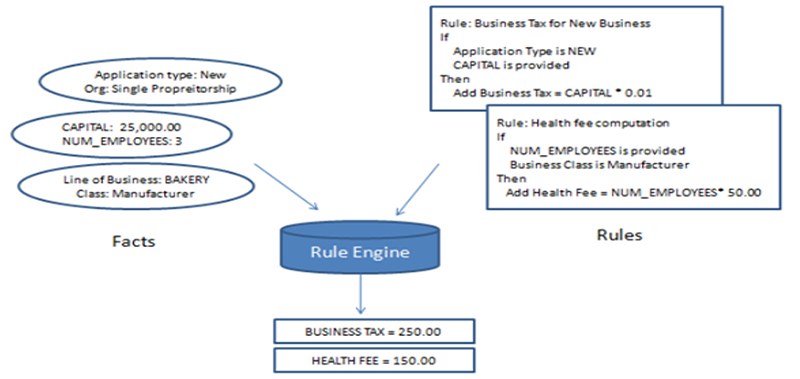 Application type: New
Org: Single Propreitorship
CAPITAL: 25,000.00
NUM_EMPLOYEES: 3
Line of Business: BAKERY
Class: Manufacturer
Facts
Rule: Business Tax for New Business
If
Application Type is NEW
CAPITAL is provided
Then
Add Business Tax = CAPITAL * 0.01
Rule: Health fee computation
If
NUM_EMPLOYEES is provided
Business Class is Manufacturer
Then
Add Health Fee = NUM_EMPLOYEES* 50.00
Rules
Rule Engine
BUSINESS TAX = 250.00
HEALTH FEE = 150.00